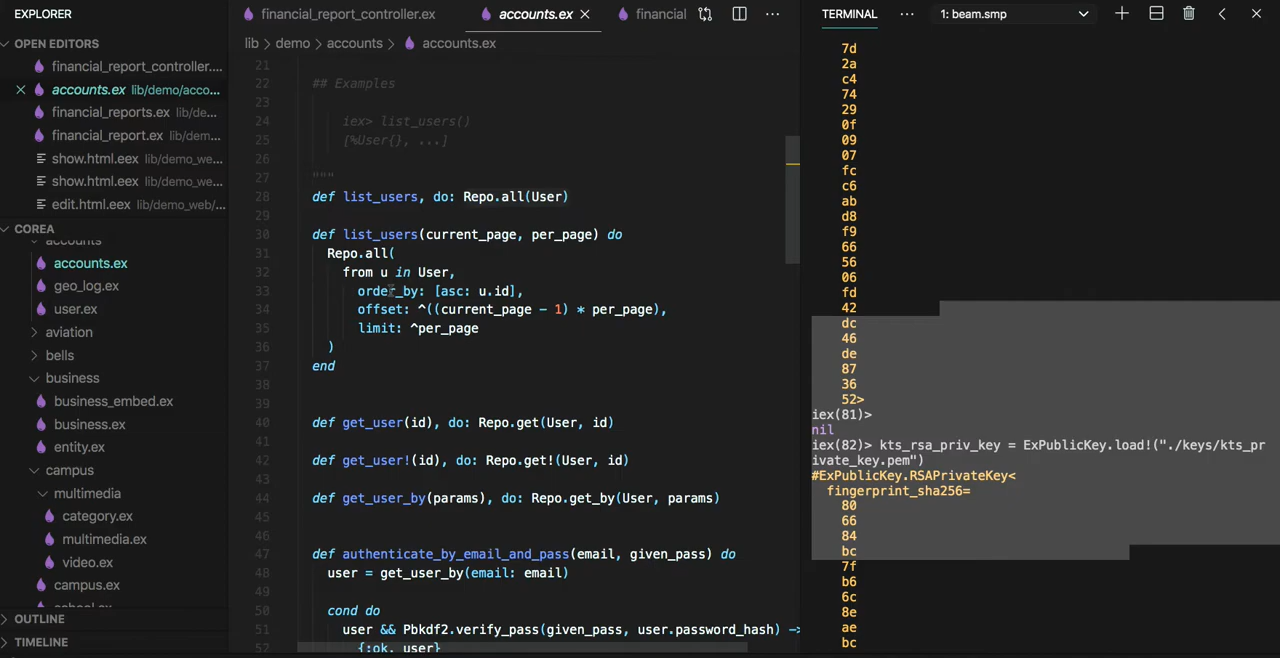 EXPLORER
OPEN EDITORS
financial_report_controller....
accounts.ex lib/demo/acco...
financial_reports.ex lib/de...
financial_report.ex lib/dem...
show.html.eex lib/demo_we...
show.html.eex lib/demo_we...
edit.html.eex lib/demo_web/...
COREA
accounts
accounts.ex
geo_log.ex
user.ex
aviation
bells
business
business_embed.ex
business.ex
entity.ex
campus
multimedia
category.ex
multimedia.ex
video.ex
campus.ex
school.ex
OUTLINE
TIMELINE
financial_report_controller.ex
accounts.ex
financial
lib > demo > accounts > accounts.ex
21
22 ## Examples
23
24 iex> list_users()
25 [%User{}, ...]
26
27 """
28 def list_users, do: Repo.all(User)
29
30 def list_users(current_page, per_page) do
31 Repo.all(
32 from u in User,
33 order_by: [asc: u.id],
34 offset: ^((current_page - 1) * per_page),
35 limit: ^per_page
36 )
37 end
38
39
40 def get_user(id), do: Repo.get(User, id)
41
42 def get_user!(id), do: Repo.get!(User, id)
43
44 def get_user_by(params), do: Repo.get_by(User, params)
45
46
47 def authenticate_by_email_and_pass(email, given_pass) do
48 user = get_user_by(email: email)
49
50 cond do
51 user && Pbkdf2.verify_pass(given_pass, user.password_hash) ->
52 {:ok, user}
TERMINAL
1: beam.smp
7d
2a
c4
74
29
0f
09
07
fc
c6
ab
d8
f9
66
56
06
fd
42
dc
46
de
87
36
52>
iex(81)>
nil
iex(82)> kts_rsa_priv_key = ExPublicKey.load!("./keys/kts_pr
ivate_key.pem")
#ExPublicKey.RSAPrivateKey<
fingerprint_sha256=
80
66
84
bc
7f
b6
6c
8e
ae
bc